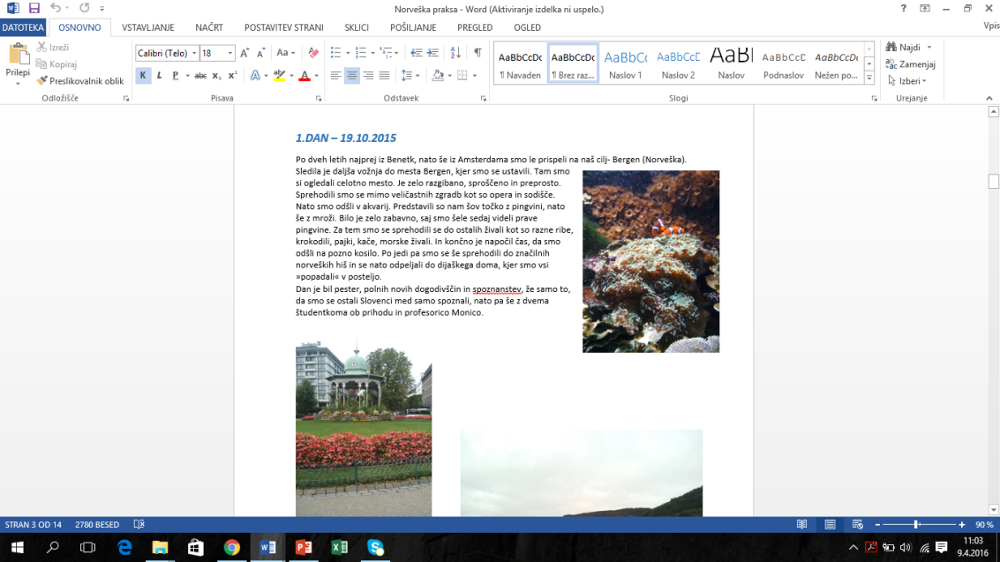 Norveška praksa - Word (Aktiviranje izdelka ni uspelo.)
DATOTEKA OSNOVNO VSTAVLJANJE NAČRT POSTAVITEV STRANI SKLICI POŠILJANJE PREGLED OGLED Vpis
Prilepi
Izreži
Kopiraj
Preslikovalnik oblik
Odložišče
Calibri (Telo) 18
K L P abc x₂ x²
Pisava
Odstavek
AaBbCcDc AaBbCcDc AaBbCc AaBbCcD AaBl AaBbCcD AaBbCcDc
¶ Navaden ¶ Brez raz... Naslov 1 Naslov 2 Naslov Podnaslov Nežen po...
Slogi
Najdi
Zamenjaj
Izberi
Urejanje
1.DAN – 19.10.2015
Po dveh letih najprej iz Benetk, nato še iz Amsterdama smo le prispeli na naš cilj- Bergen (Norveška).
Sledila je daljša vožnja do mesta Bergen, kjer smo se ustavili. Tam smo
si ogledali celotno mesto. Je zelo razgibano, sproščeno in preprosto.
Sprehodili smo se mimo veličastnih zgradb kot so opera in sodišče.
Nato smo odšli v akvarij. Predstavili so nam šov točko z pingvini, nato
še z mroži. Bilo je zelo zabavno, saj smo šele sedaj videli prave
pingvine. Za tem smo se sprehodili se do ostalih živali kot so razne ribe,
krokodili, pajki, kače, morske živali. In končno je napočil čas, da smo
odšli na pozno kosilo. Po jedi pa smo se še sprehodili do značilnih
norveških hiš in se nato odpeljali do dijaškega doma, kjer smo vsi
»popadali« v posteljo.
Dan je bil pester, polnih novih dogodivščin in spoznanstev, že samo to,
da smo se ostali Slovenci med samo spoznali, nato pa še z dvema
študentkoma ob prihodu in profesorico Monico.
STRAN 3 OD 14 2780 BESED 90 %
11:03
9.4.2016